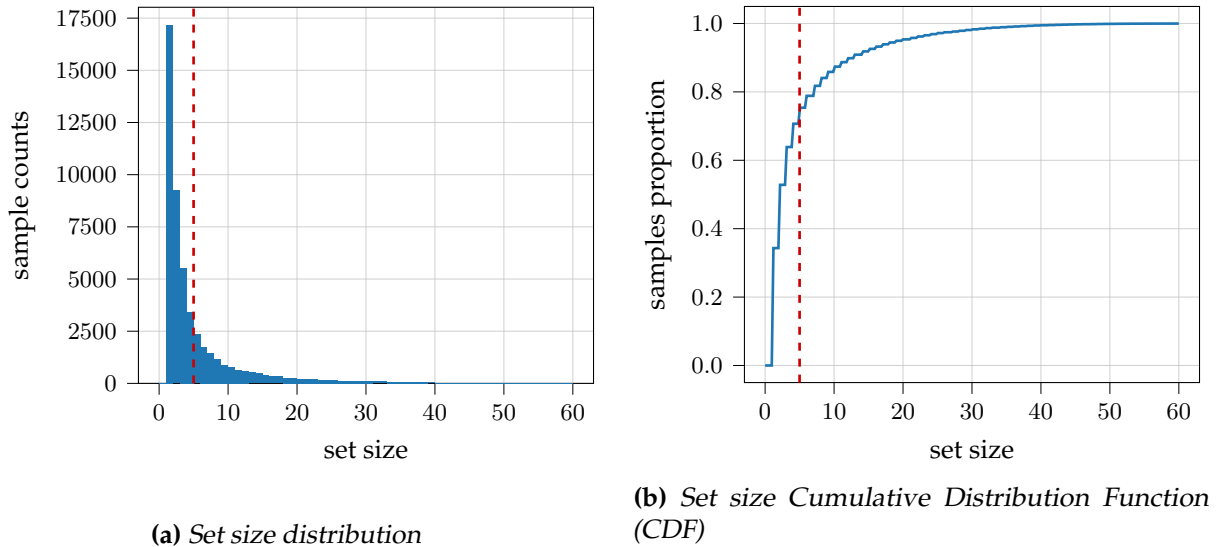 17500
15000
12500
10000
7500
5000
2500
0
sample counts
0 10 20 30 40 50 60
set size
(a) Set size distribution
1.0
0.8
0.6
0.4
0.2
0.0
samples proportion
0 10 20 30 40 50 60
set size
(b) Set size Cumulative Distribution Function
(CDF)